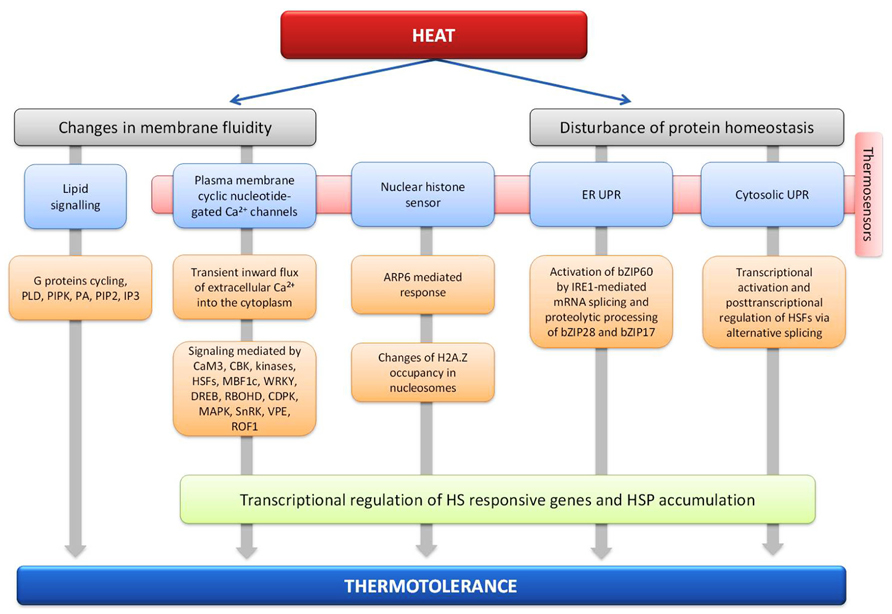 HEAT
Changes in membrane fluidity
Disturbance of protein homeostasis
Thermosensors
Lipid
signalling
Plasma membrane
cyclic nucleotide-
gated Ca²⁺ channels
Nuclear histone
sensor
ER UPR
Cytosolic UPR
G proteins cycling,
PLD, PIPK, PA, PIP2, IP3
Transient inward flux
of extracellular Ca²⁺
into the cytoplasm
ARP6 mediated
response
Activation of bZIP60
by IRE1-mediated
mRNA splicing and
proteolytic processing
of bZIP28 and bZIP17
Transcriptional
activation and
posttranscriptional
regulation of HSFs via
alternative splicing
Signaling mediated by
CaM3, CBK, kinases,
HSFs, MBF1c, WRKY,
DREB, RBOHD, CDPK,
MAPK, SnRK, VPE,
ROF1
Changes of H2A.Z
occupancy in
nucleosomes
Transcriptional regulation of HS responsive genes and HSP accumulation
THERMOTOLERANCE